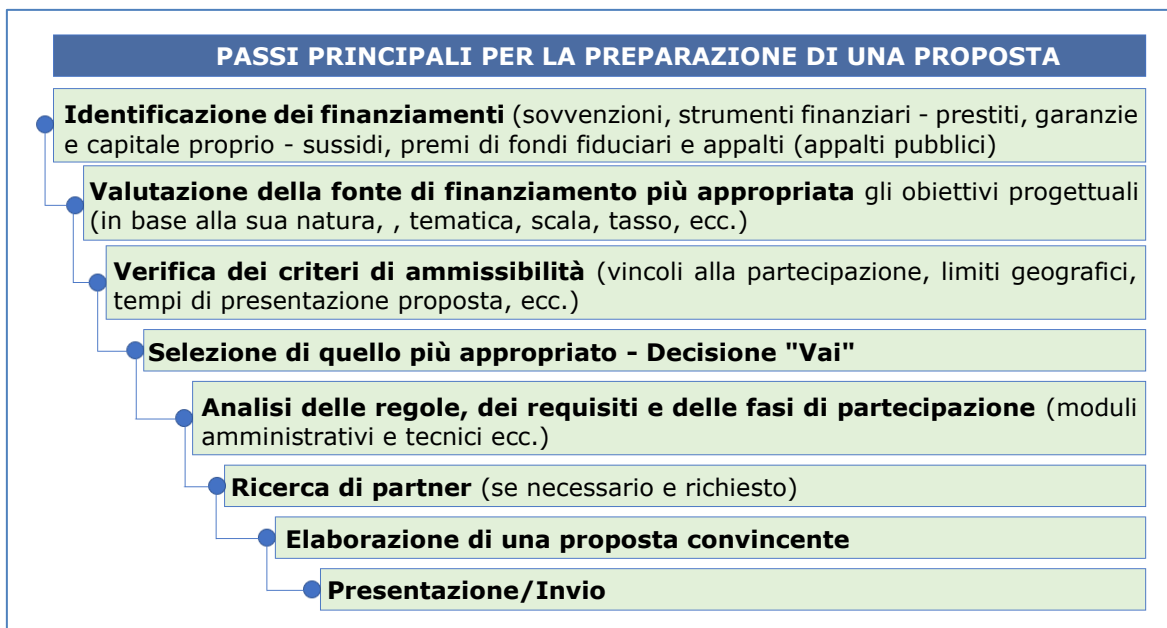 PASSI PRINCIPALI PER LA PREPARAZIONE DI UNA PROPOSTA
Identificazione dei finanziamenti (sovvenzioni, strumenti finanziari - prestiti, garanzie
e capitale proprio - sussidi, premi di fondi fiduciari e appalti (appalti pubblici)
Valutazione della fonte di finanziamento più appropriata gli obiettivi progettuali
(in base alla sua natura, , tematica, scala, tasso, ecc.)
Verifica dei criteri di ammissibilità (vincoli alla partecipazione, limiti geografici,
tempi di presentazione proposta, ecc.)
Selezione di quello più appropriato - Decisione "Vai"
Analisi delle regole, dei requisiti e delle fasi di partecipazione (moduli
amministrativi e tecnici ecc.)
Ricerca di partner (se necessario e richiesto)
Elaborazione di una proposta convincente
Presentazione/Invio